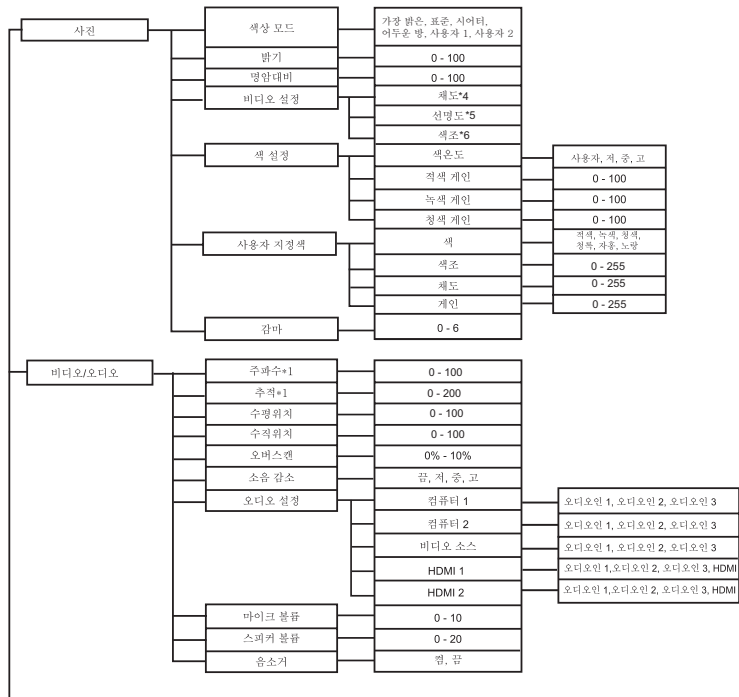 사진
색상 모드
가장 밝은, 표준, 시어터,
어두운 방, 사용자 1, 사용자 2
밝기
0 - 100
명암대비
0 - 100
비디오 설정
채도*4
선명도*5
색조*6
색 설정
색온도
사용자, 저, 중, 고
적색 게인
0 - 100
녹색 게인
0 - 100
청색 게인
0 - 100
사용자 지정색
색
적색, 녹색, 청색,
청록, 자홍, 노랑
색조
0 - 255
채도
0 - 255
게인
0 - 255
감마
0 - 6
비디오/오디오
주파수*1
0 - 100
추적*1
0 - 200
수평위치
0 - 100
수직위치
0 - 100
오버스캔
0% - 10%
소음 감소
끔, 저, 중, 고
오디오 설정
컴퓨터 1
오디오인 1, 오디오인 2, 오디오인 3
컴퓨터 2
오디오인 1, 오디오인 2, 오디오인 3
비디오 소스
오디오인 1, 오디오인 2, 오디오인 3
HDMI 1
오디오인 1,오디오인 2, 오디오인 3, HDMI
HDMI 2
오디오인 1,오디오인 2, 오디오인 3, HDMI
마이크 볼륨
0 - 10
스피커 볼륨
0 - 20
음소거
켬, 끔